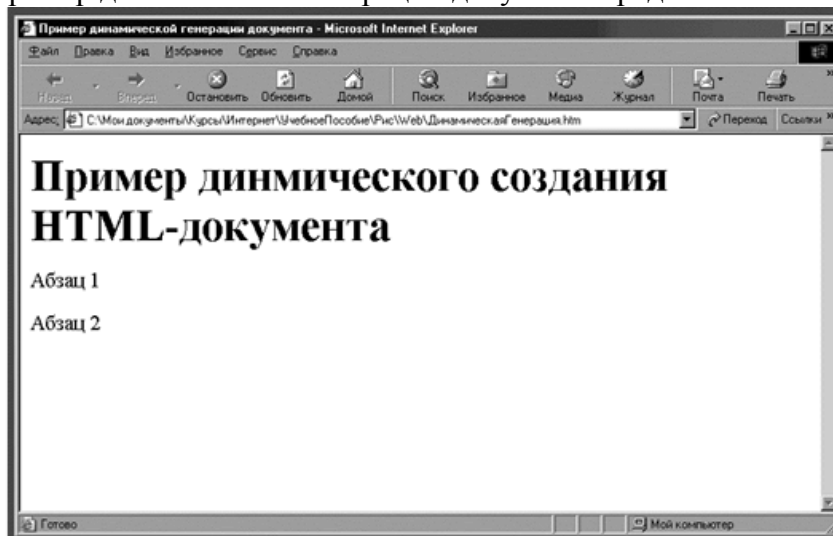 Пример динамической генерации документа - Microsoft Internet Explorer
Файл Правка Вид Избранное Сервис Справка
Назад Вперед Остановить Обновить Домой Поиск Избранное Медиа Журнал Почта Печать
Адрес: C:\Мои документы\Курсы\Интернет\УчебноеПособие\Рис\Web\ДинамическаяГенерация.htm Переход Ссылки
Пример динмического создания
HTML-документа
Абзац 1
Абзац 2
Готово Мой компьютер